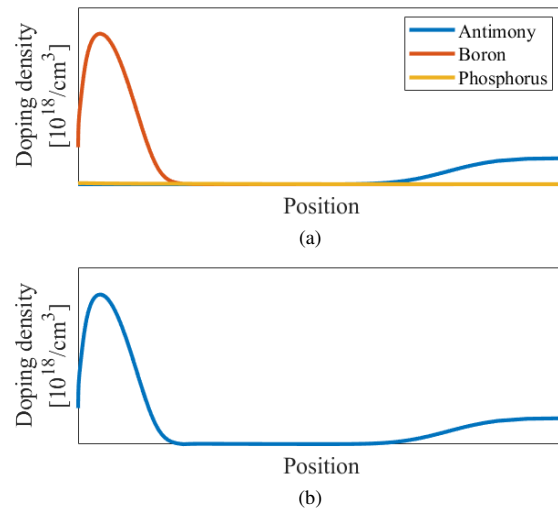 Antimony
Boron
Phosphorus
Doping density
[10^18/cm^3]
Position
(a)
Doping density
[10^18/cm^3]
Position
(b)